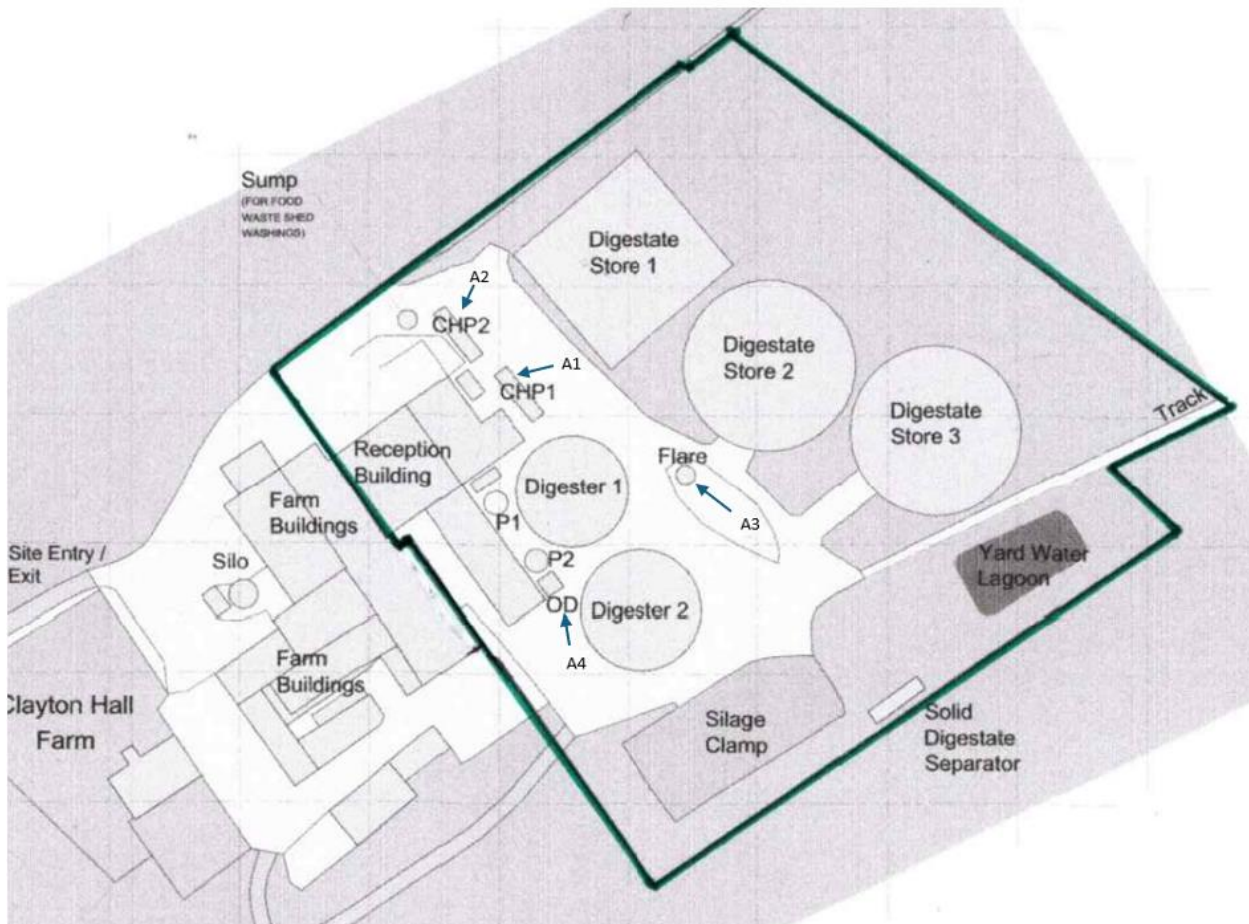 Sump
(FOR FOOD
WASTE SHED
WASHINGS)
Digestate
Store 1
A2
CHP2
A1
CHP1
Digestate
Store 2
Digestate
Store 3
Track
Reception
Building
Flare
A3
Digester 1
P1
Farm
Buildings
Site Entry /
Exit
Silo
P2
OD
A4
Digester 2
Yard Water
Lagoon
Farm
Buildings
Clayton Hall
Farm
Silage
Clamp
Solid
Digestate
Separator